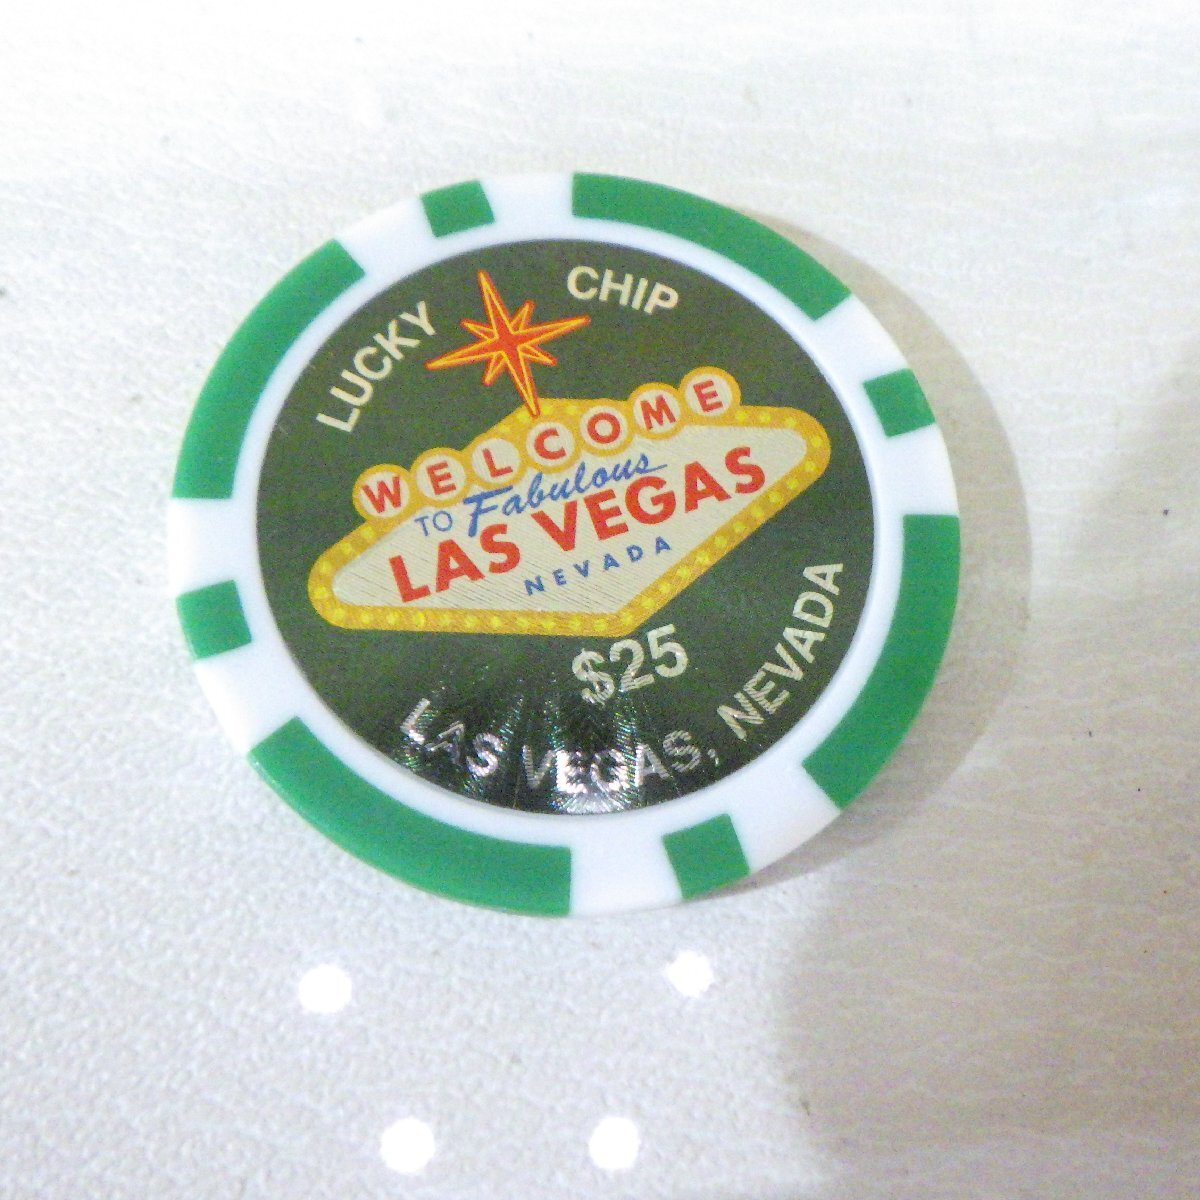 LUCKY CHIP
WELCOME
TO Fabulous
LAS VEGAS
NEVADA
$25
LAS VEGAS, NEVADA